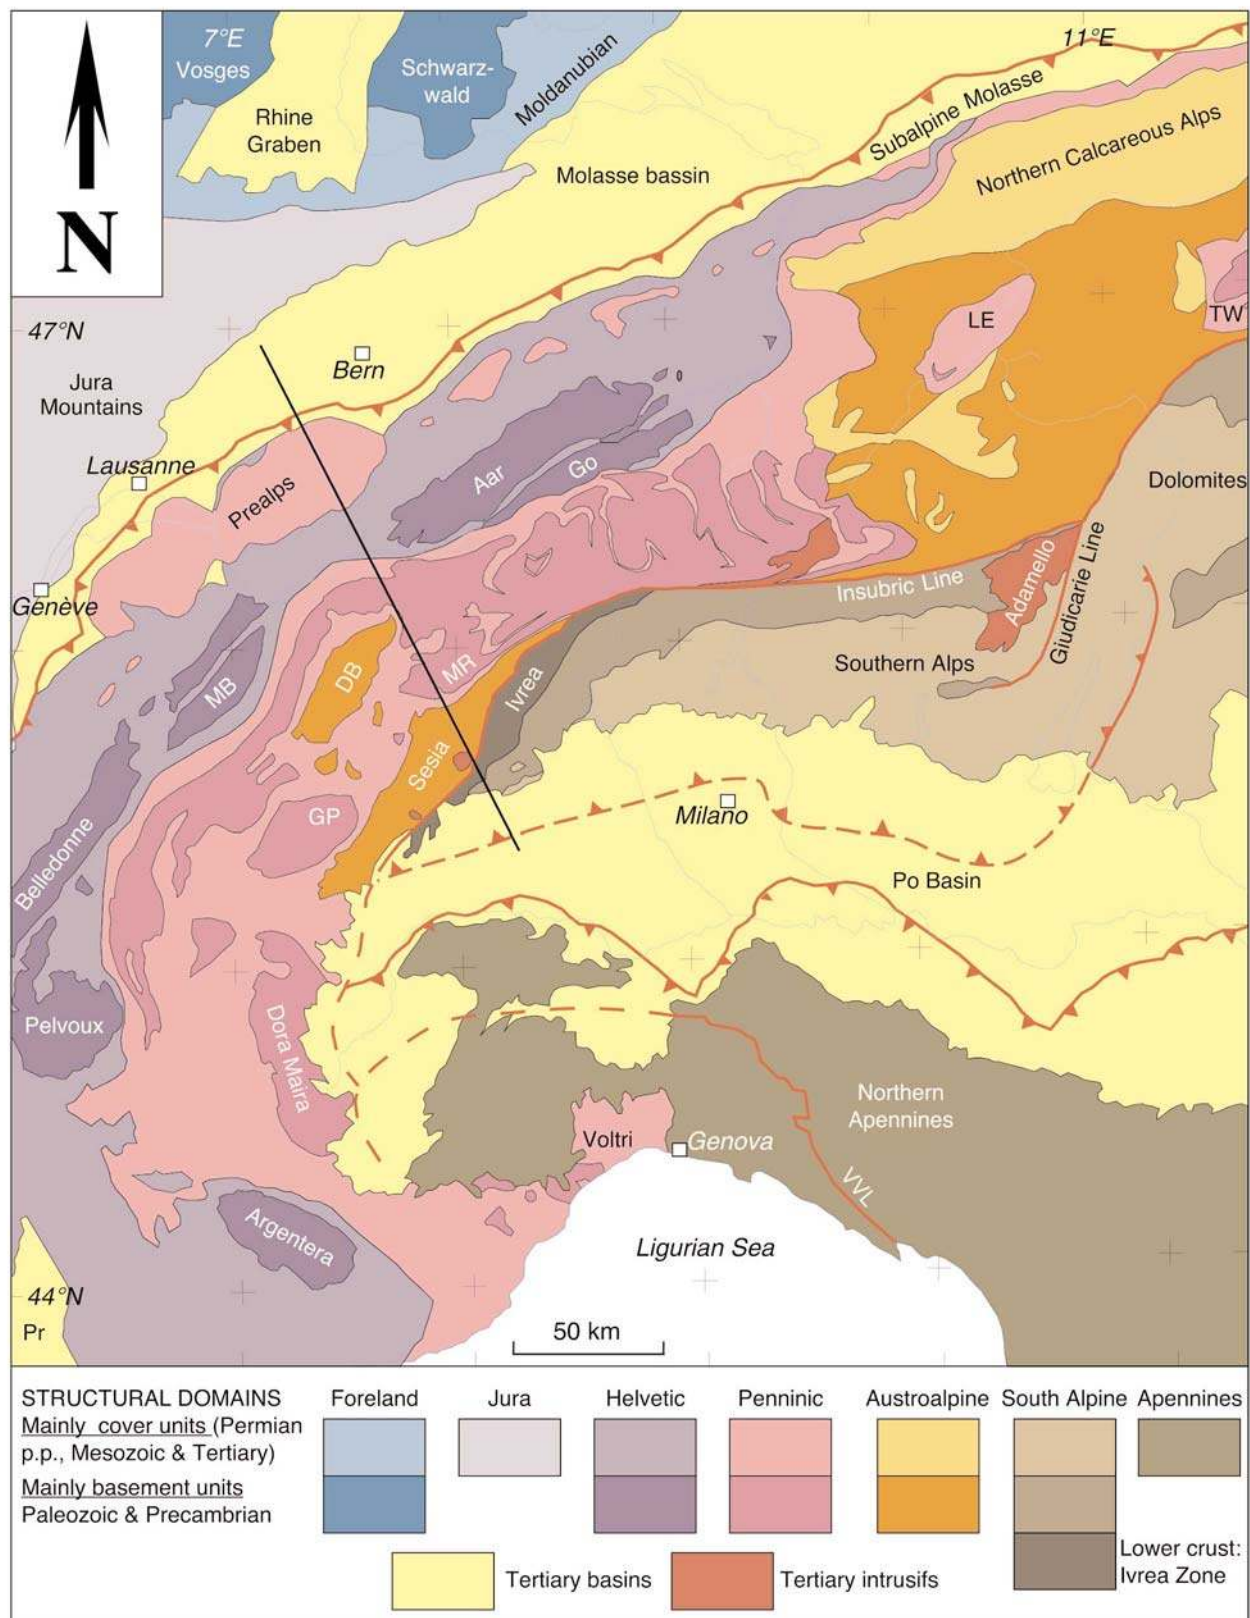 7°E
11°E
Vosges
Schwarz-
wald
Moldanubian
Rhine
Graben
Subalpine Molasse
Molasse bassin
Northern Calcareous Alps
N
47°N
LE
TW
Bern
Jura
Mountains
Lausanne
Aar
Go
Dolomites
Prealps
Insubric Line
Adamello
Giudicarie Line
Genève
Southern Alps
MB
DB
MR
Ivrea
Sesia
GP
Milano
Belledonne
Po Basin
Pelvoux
Dora Maira
Northern
Apennines
Voltri
Genova
VVL
Argentera
Ligurian Sea
44°N
Pr
50 km
STRUCTURAL DOMAINS
Mainly cover units (Permian
p.p., Mesozoic & Tertiary)
Mainly basement units
Paleozoic & Precambrian
Foreland
Jura
Helvetic
Penninic
Austroalpine
South Alpine
Apennines
Lower crust:
Ivrea Zone
Tertiary basins
Tertiary intrusifs